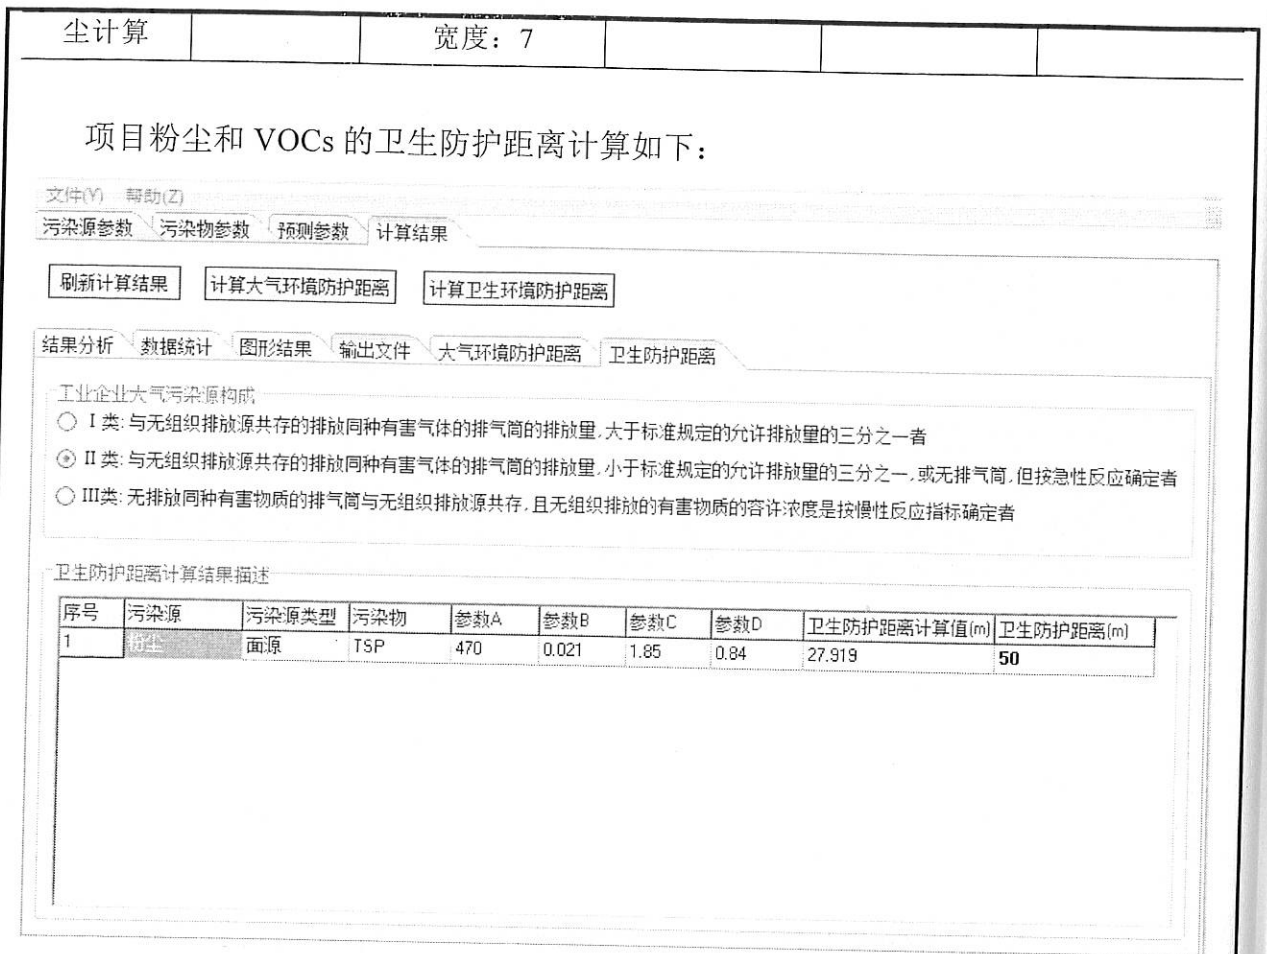 尘计算 宽度：7
项目粉尘和 VOCs 的卫生防护距离计算如下：
文件(Y) 帮助(Z)
污染源参数 污染物参数 预测参数 计算结果
刷新计算结果 计算大气环境防护距离 计算卫生环境防护距离
结果分析 数据统计 图形结果 输出文件 大气环境防护距离 卫生防护距离
工业企业大气污染源构成
I 类:与无组织排放源共存的排放同种有害气体的排气筒的排放量,大于标准规定的允许排放量的三分之一者
II 类:与无组织排放源共存的排放同种有害气体的排气筒的排放量,小于标准规定的允许排放量的三分之一,或无排气筒,但按急性反应确定者
III类:无排放同种有害物质的排气筒与无组织排放源共存,且无组织排放的有害物质的容许浓度是按慢性反应指标确定者
卫生防护距离计算结果描述
序号 污染源 污染源类型 污染物 参数A 参数B 参数C 参数D 卫生防护距离计算值(m) 卫生防护距离(m)
1 粉尘 面源 TSP 470 0.021 1.85 0.84 27.919 50